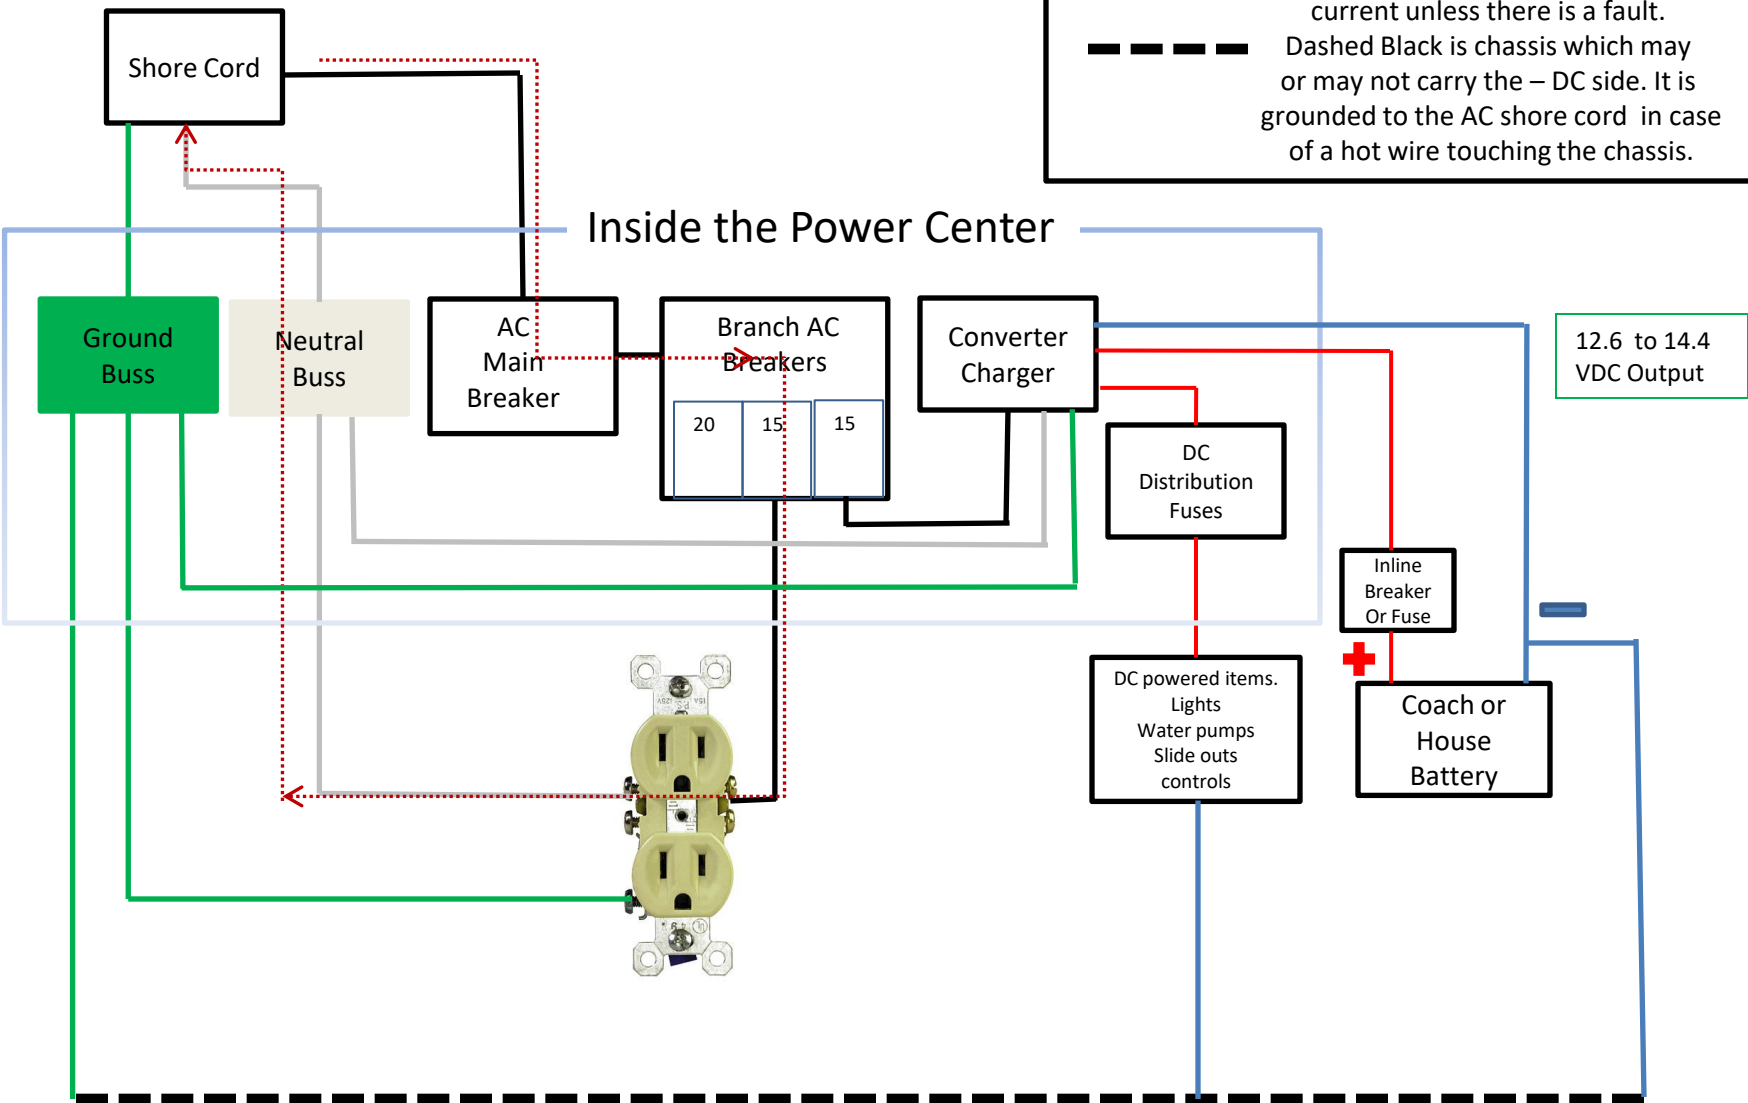 current unless there is a fault.
Dashed Black is chassis which may
or may not carry the – DC side. It is
grounded to the AC shore cord  in case
of a hot wire touching the chassis.
Shore Cord
Inside the Power Center
Ground
Buss
Neutral
Buss
AC
Main
Breaker
Branch AC
Breakers
20
15
15
Converter
Charger
12.6  to 14.4
VDC Output
DC
Distribution
Fuses
Inline
Breaker
Or Fuse
DC powered items.
Lights
Water pumps
Slide outs
controls
Coach or
House
Battery